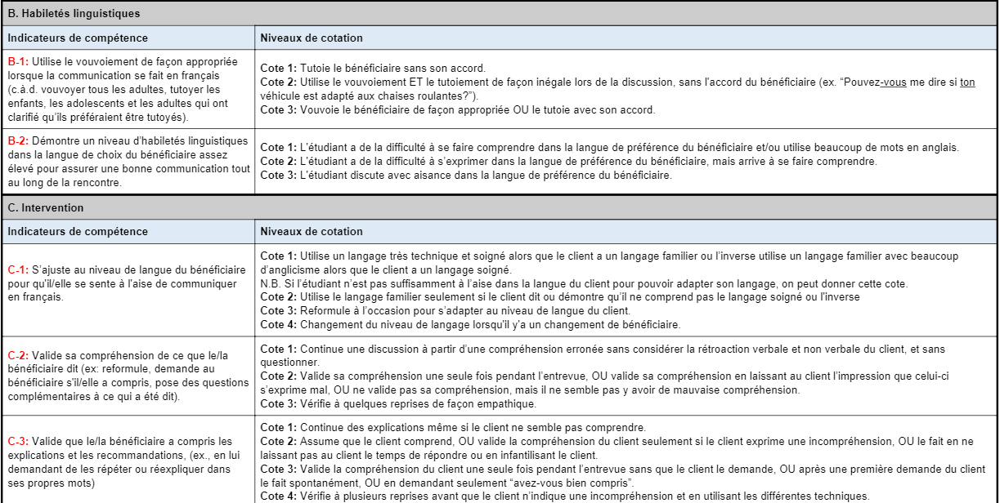 B. Habiletés linguistiques
Indicateurs de compétence
Niveaux de cotation
B-1: Utilise le vouvoiement de façon appropriée
lorsque la communication se fait en français
(c.à.d. vouvoyer tous les adultes, tutoyer les
enfants, les adolescents et les adultes qui ont
clarifié qu'ils préféraient être tutoyés).
Cote 1: Tutoie le bénéficiaire sans son accord.
Cote 2: Utilise le vouvoiement ET le tutoiement de façon inégale lors de la discussion, sans l'accord du bénéficiaire (ex. “Pouvez-vous me dire si ton
véhicule est adapté aux chaises roulantes?”).
Cote 3: Vouvoie le bénéficiaire de façon appropriée OU le tutoie avec son accord.
B-2: Démontre un niveau d'habiletés linguistiques
dans la langue de choix du bénéficiaire assez
élevé pour assurer une bonne communication tout
au long de la rencontre.
Cote 1: L'étudiant a de la difficulté à se faire comprendre dans la langue de préférence du bénéficiaire et/ou utilise beaucoup de mots en anglais.
Cote 2: L'étudiant a de la difficulté à s'exprimer dans la langue de préférence du bénéficiaire, mais arrive à se faire comprendre.
Cote 3: L'étudiant discute avec aisance dans la langue de préférence du bénéficiaire.
C. Intervention
Indicateurs de compétence
Niveaux de cotation
C-1: S'ajuste au niveau de langue du bénéficiaire
pour qu'il/elle se sente à l'aise de communiquer
en français.
Cote 1: Utilise un langage très technique et soigné alors que le client a un langage familier ou l'inverse utilise un langage familier avec beaucoup
d'anglicisme alors que le client a un langage soigné.
N.B. Si l'étudiant n'est pas suffisamment à l'aise dans la langue du client pour pouvoir adapter son langage, on peut donner cette cote.
Cote 2: Utilise le langage familier seulement si le client dit ou démontre qu'il ne comprend pas le langage soigné ou l'inverse
Cote 3: Reformule à l'occasion pour s'adapter au niveau de langue du client.
Cote 4: Changement du niveau de langage lorsqu'il y'a un changement de bénéficiaire.
C-2: Valide sa compréhension de ce que le/la
bénéficiaire dit (ex: reformule, demande au
bénéficiaire s'il/elle a compris, pose des questions
complémentaires à ce qui a été dit).
Cote 1: Continue une discussion à partir d'une compréhension erronée sans considérer la rétroaction verbale et non verbale du client, et sans
questionner.
Cote 2: Valide sa compréhension une seule fois pendant l'entrevue, OU valide sa compréhension en laissant au client l'impression que celui-ci
s'exprime mal, OU ne valide pas sa compréhension, mais il ne semble pas y avoir de mauvaise compréhension.
Cote 3: Vérifie à quelques reprises de façon empathique.
C-3: Valide que le/la bénéficiaire a compris les
explications et les recommandations, (ex., en lui
demandant de les répéter ou réexpliquer dans
ses propres mots)
Cote 1: Continue des explications même si le client ne semble pas comprendre.
Cote 2: Assume que le client comprend, OU valide la compréhension du client seulement si le client exprime une incompréhension, OU le fait en ne
laissant pas au client le temps de répondre ou en infantilisant le client.
Cote 3: Valide la compréhension du client une seule fois pendant l'entrevue sans que le client le demande, OU après une première demande du client
le fait spontanément, OU en demandant seulement “avez-vous bien compris”.
Cote 4: Vérifie à plusieurs reprises avant que le client n'indique une incompréhension et en utilisant les différentes techniques.